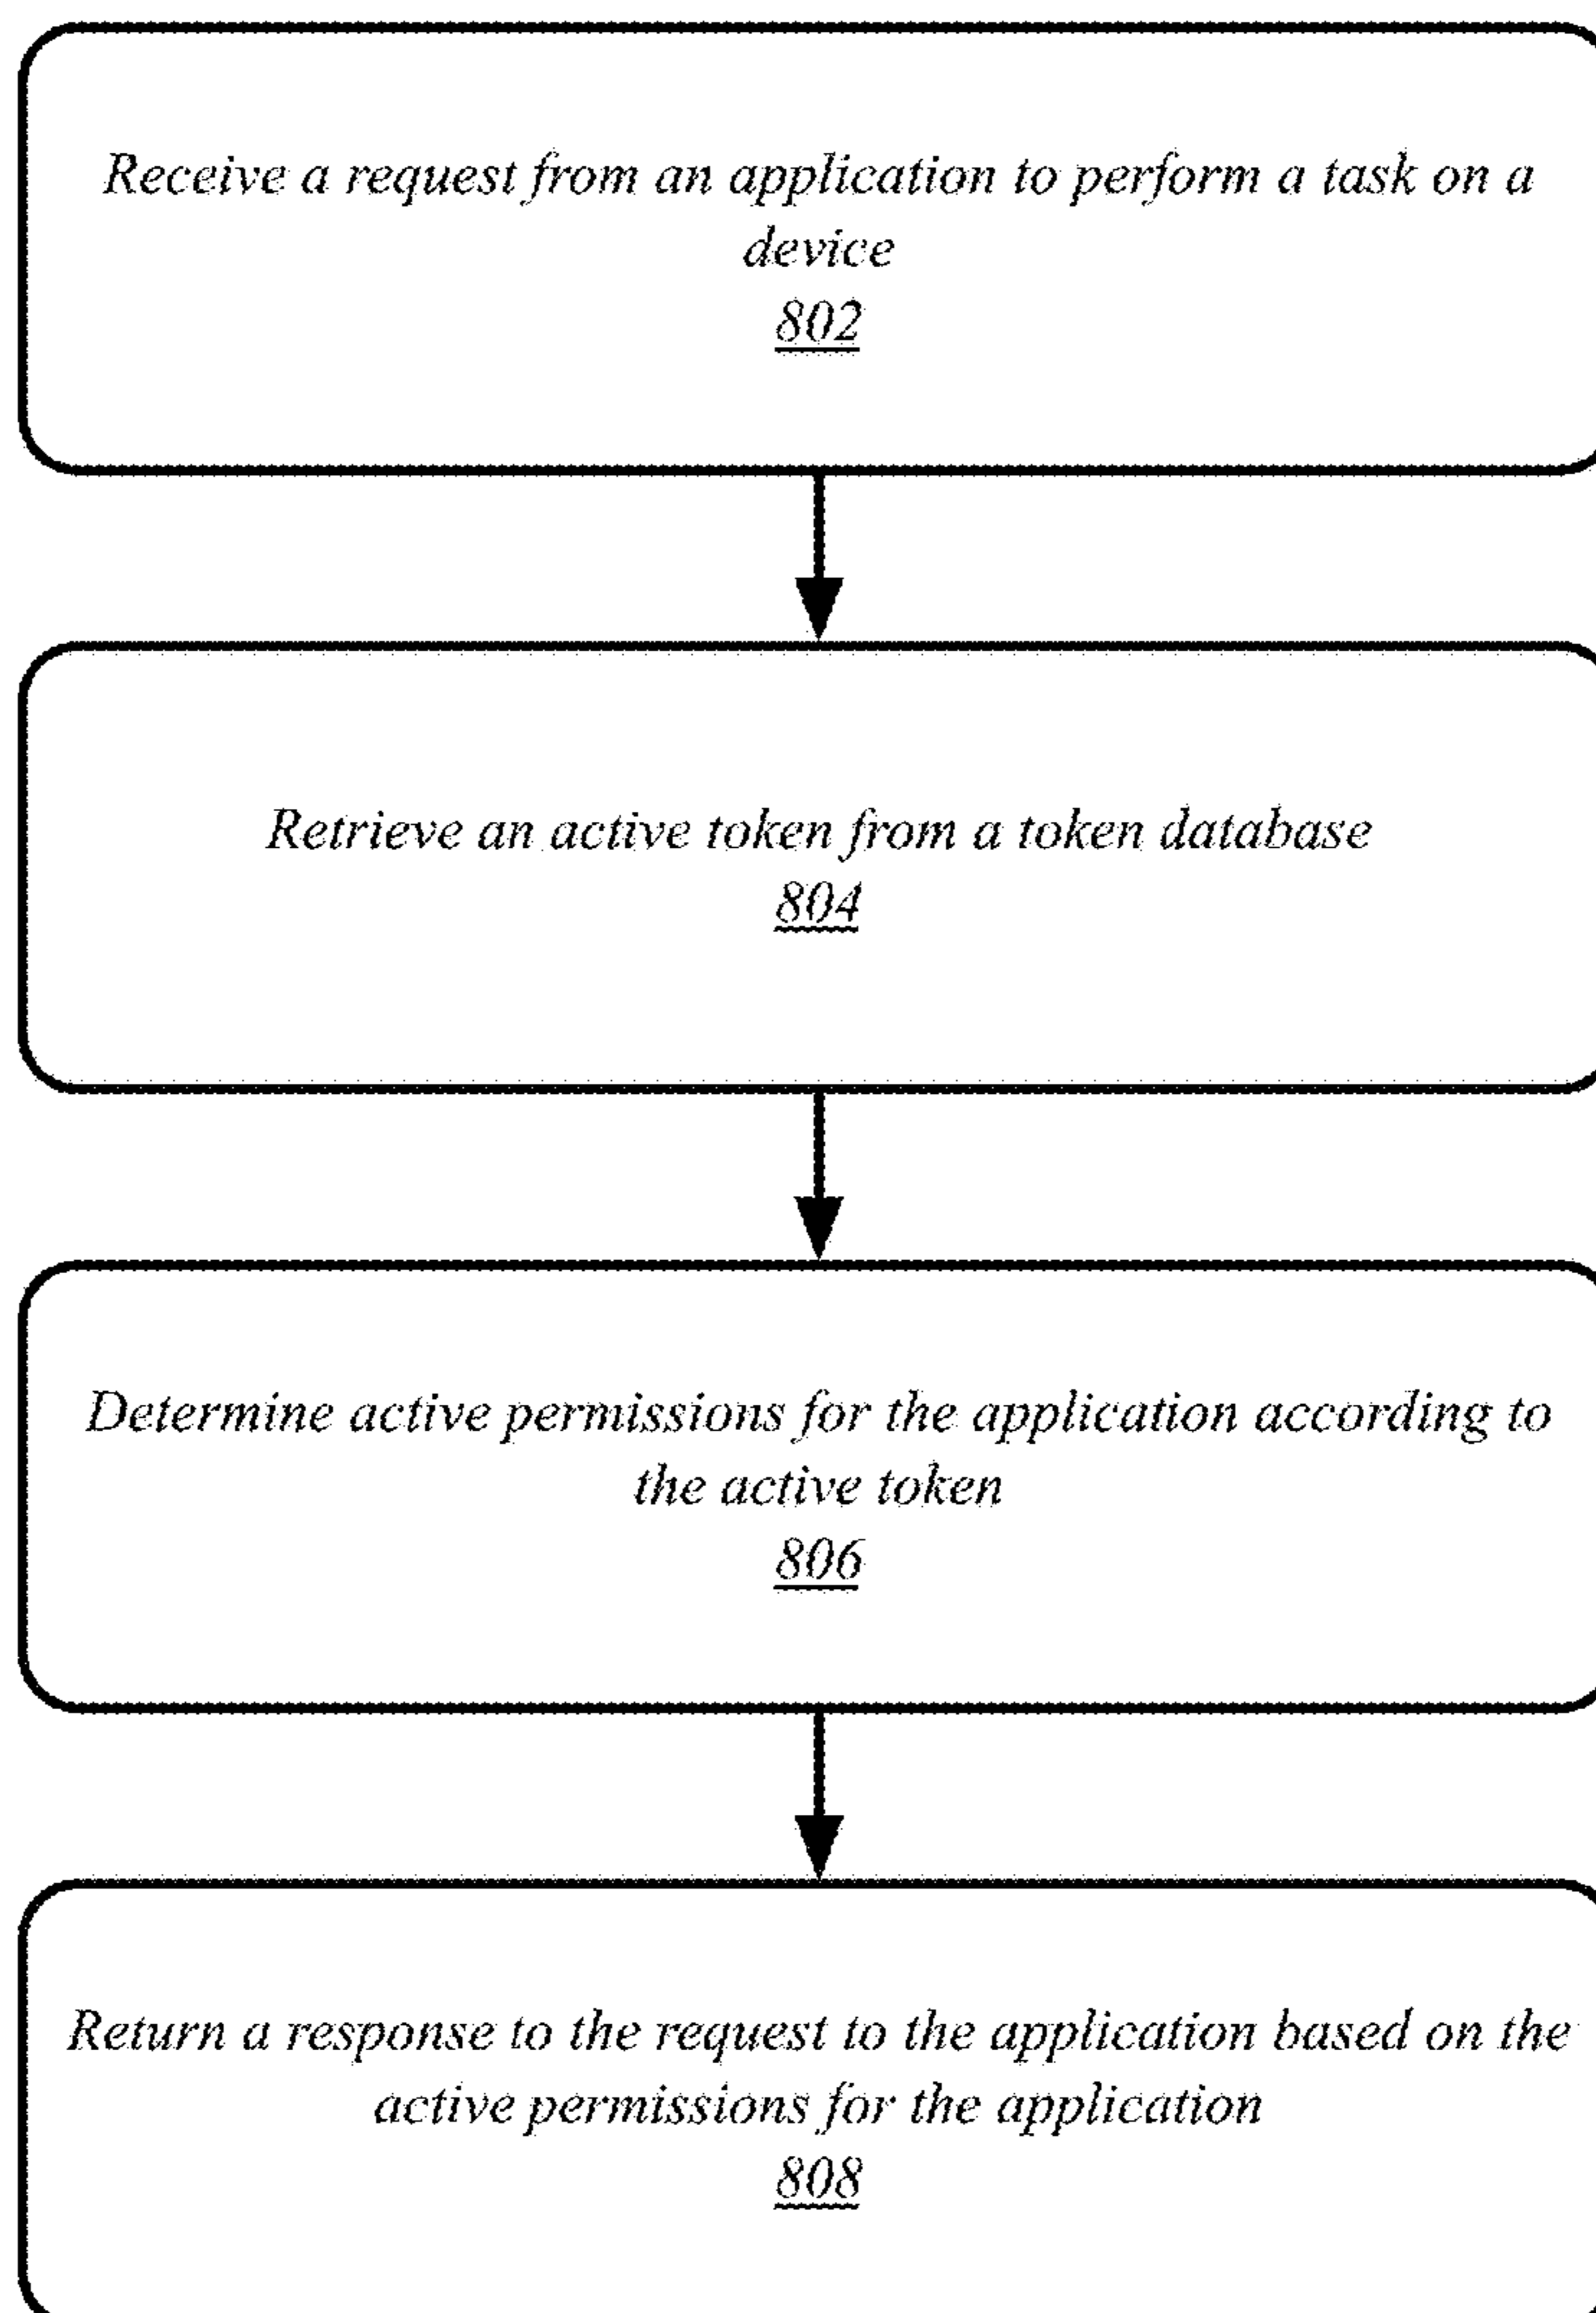 Receive a request from an application to perform a task on a
device
802
Retrieve an active token from a token database
804
Determine active permissions for the application according to
the active token
806
Return a response to the request to the application based on the
active permissions for the application
808